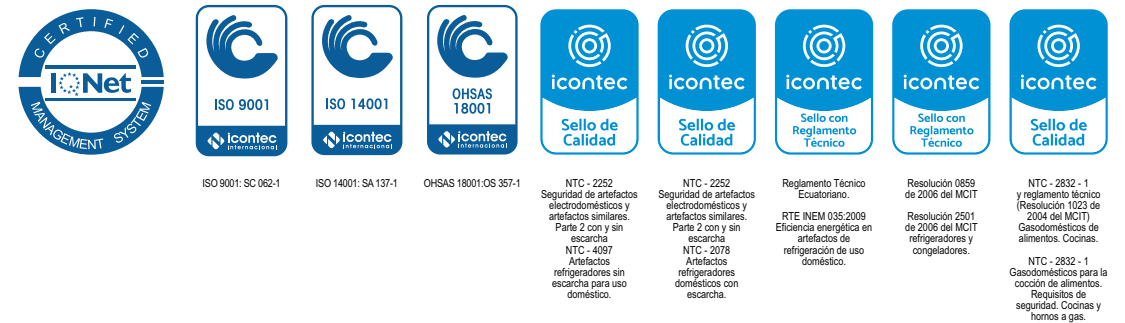 CERTIFIED
IQNet
MANAGEMENT SYSTEM
ISO 9001
icontec
internacional
ISO 9001: SC 062-1
ISO 14001
icontec
internacional
ISO 14001: SA 137-1
OHSAS
18001
icontec
internacional
OHSAS 18001:OS 357-1
icontec
Sello de
Calidad
NTC - 2252
Seguridad de artefactos
electrodomésticos y
artefactos similares.
Parte 2 con y sin
escarcha
NTC - 4097
Artefactos
refrigeradores sin
escarcha para uso
doméstico.
icontec
Sello de
Calidad
NTC - 2252
Seguridad de artefactos
electrodomésticos y
artefactos similares.
Parte 2 con y sin
escarcha
NTC - 2078
Artefactos
refrigeradores
domésticos con
escarcha.
icontec
Sello con
Reglamento
Técnico
Reglamento Técnico
Ecuatoriano.
RTE INEM 035:2009
Eficiencia energética en
artefactos de
refrigeración de uso
doméstico.
icontec
Sello con
Reglamento
Técnico
Resolución 0859
de 2006 del MCIT
Resolución 2501
de 2006 del MCIT
refrigeradores y
congeladores.
icontec
Sello de
Calidad
NTC - 2832 - 1
y reglamento técnico
(Resolución 1023 de
2004 del MCIT)
Gasodomésticos de
alimentos. Cocinas.
NTC - 2832 - 1
Gasodomésticos para la
cocción de alimentos.
Requisitos de
seguridad. Cocinas y
hornos a gas.